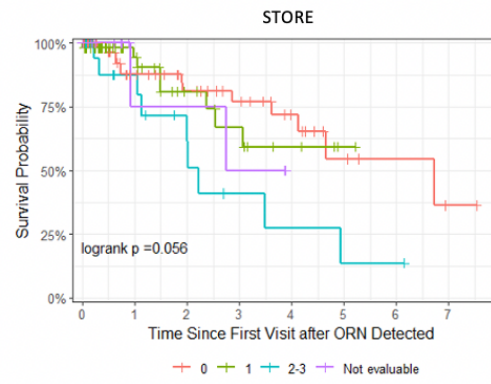 STORE
100%
75%
50%
25%
0%
Survival Probability
logrank p =0.056
0 1 2 3 4 5 6 7
Time Since First Visit after ORN Detected
0 1 2-3 Not evaluable